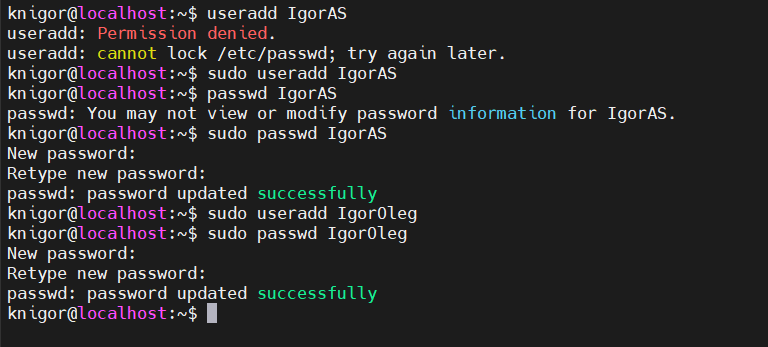 knigor@localhost:~$ useradd IgorAS
useradd: Permission denied.
useradd: cannot lock /etc/passwd; try again later.
knigor@localhost:~$ sudo useradd IgorAS
knigor@localhost:~$ passwd IgorAS
passwd: You may not view or modify password information for IgorAS.
knigor@localhost:~$ sudo passwd IgorAS
New password:
Retype new password:
passwd: password updated successfully
knigor@localhost:~$ sudo useradd IgorOleg
knigor@localhost:~$ sudo passwd IgorOleg
New password:
Retype new password:
passwd: password updated successfully
knigor@localhost:~$